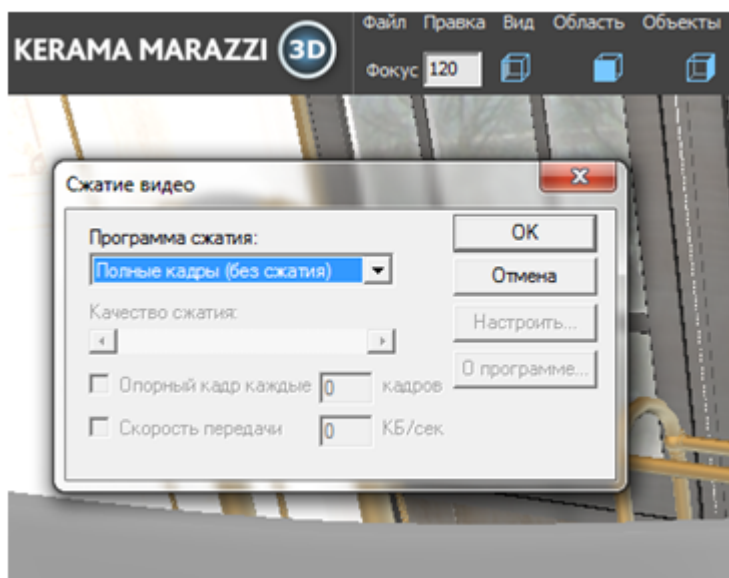 Файл Правка Вид Область Объекты
KERAMA MARAZZI 3D
Фокус 120
Сжатие видео
Программа сжатия:
Полные кадры (без сжатия)
Качество сжатия:
Опорный кадр каждые 0 кадров
Скорость передачи 0 КБ/сек
OK
Отмена
Настроить...
О программе...